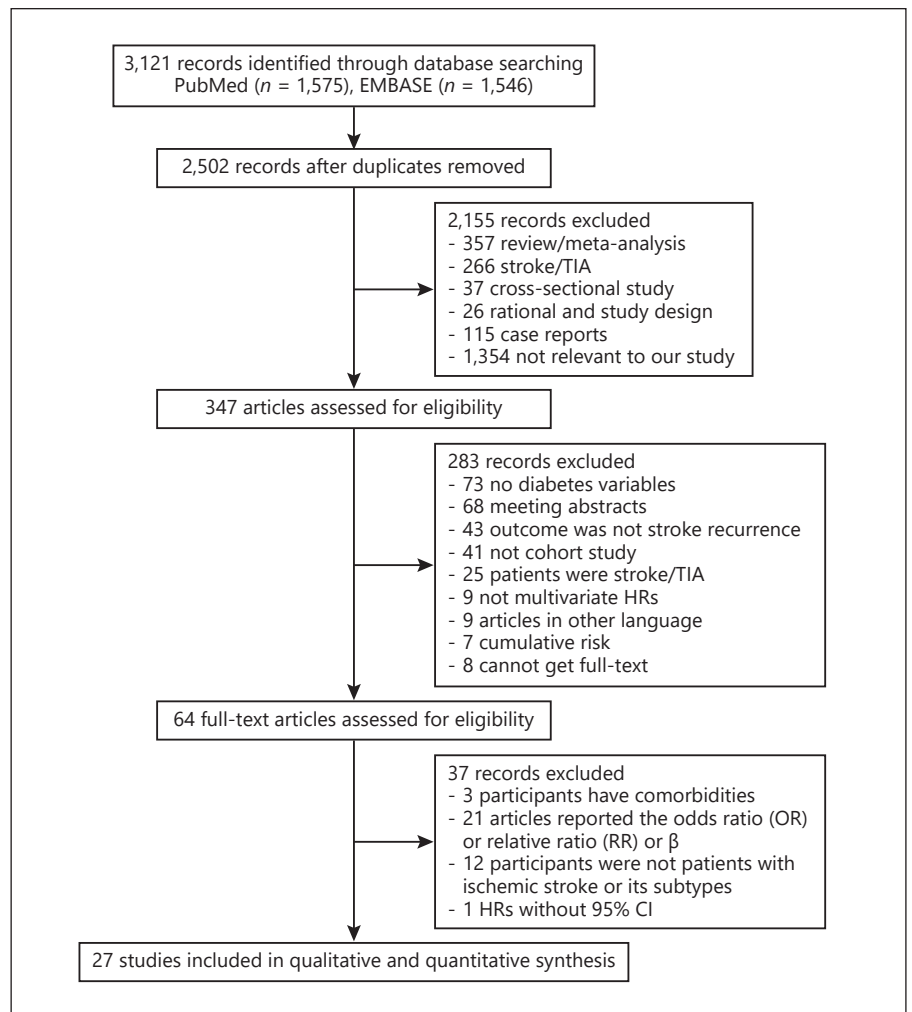 3,121 records identified through database searching
PubMed (n = 1,575), EMBASE (n = 1,546)
2,502 records after duplicates removed
2,155 records excluded
- 357 review/meta-analysis
- 266 stroke/TIA
- 37 cross-sectional study
- 26 rational and study design
- 115 case reports
- 1,354 not relevant to our study
347 articles assessed for eligibility
283 records excluded
- 73 no diabetes variables
- 68 meeting abstracts
- 43 outcome was not stroke recurrence
- 41 not cohort study
- 25 patients were stroke/TIA
- 9 not multivariate HRs
- 9 articles in other language
- 7 cumulative risk
- 8 cannot get full-text
64 full-text articles assessed for eligibility
37 records excluded
- 3 participants have comorbidities
- 21 articles reported the odds ratio (OR)
or relative ratio (RR) or β
- 12 participants were not patients with
ischemic stroke or its subtypes
- 1 HRs without 95% CI
27 studies included in qualitative and quantitative synthesis